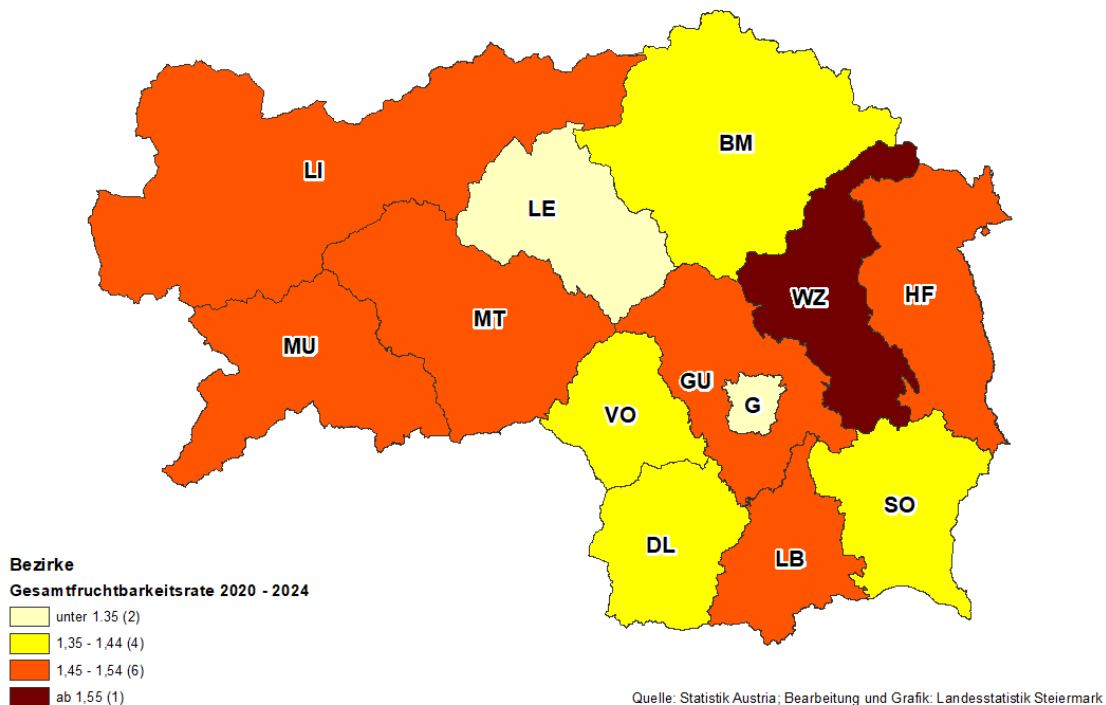 BM
LI
LE
WZ
HF
MT
MU
GU
G
VO
SO
DL
LB
Bezirke
Gesamtfruchtbarkeitsrate 2020 - 2024
unter 1.35 (2)
1,35 - 1,44 (4)
1,45 - 1,54 (6)
ab 1,55 (1)
Quelle: Statistik Austria; Bearbeitung und Grafik: Landesstatistik Steiermark